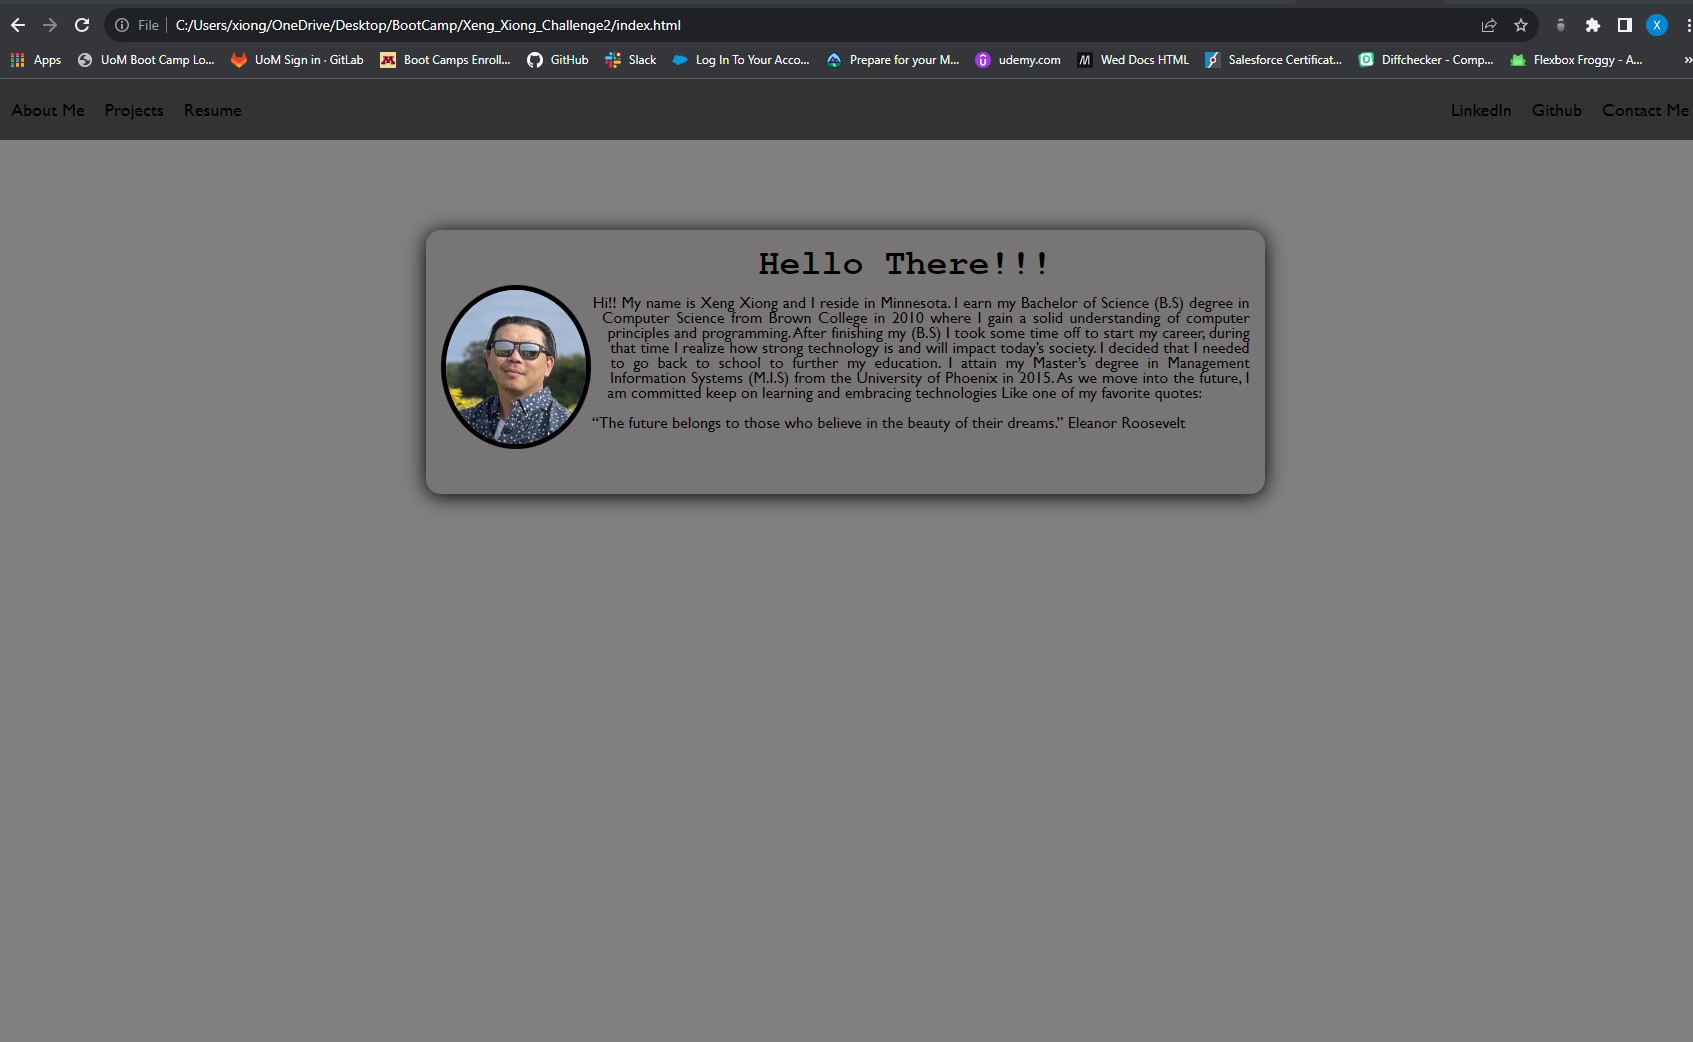 File | C:/Users/xiong/OneDrive/Desktop/BootCamp/Xeng_Xiong_Challenge2/index.html X
Apps UoM Boot Camp Lo... UoM Sign in · GitLab Boot Camps Enroll... GitHub Slack Log In To Your Acco... Prepare for your M... udemy.com Wed Docs HTML Salesforce Certificat... Diffchecker - Comp... Flexbox Froggy - A... »
About Me Projects Resume LinkedIn Github Contact Me
Hello There!!!
Hi!! My name is Xeng Xiong and I reside in Minnesota. I earn my Bachelor of Science (B.S) degree in
Computer Science from Brown College in 2010 where I gain a solid understanding of computer
principles and programming. After finishing my (B.S) I took some time off to start my career, during
that time I realize how strong technology is and will impact today’s society. I decided that I needed
to go back to school to further my education. I attain my Master’s degree in Management
Information Systems (M.I.S) from the University of Phoenix in 2015. As we move into the future, I
am committed keep on learning and embracing technologies Like one of my favorite quotes:
“The future belongs to those who believe in the beauty of their dreams.” Eleanor Roosevelt